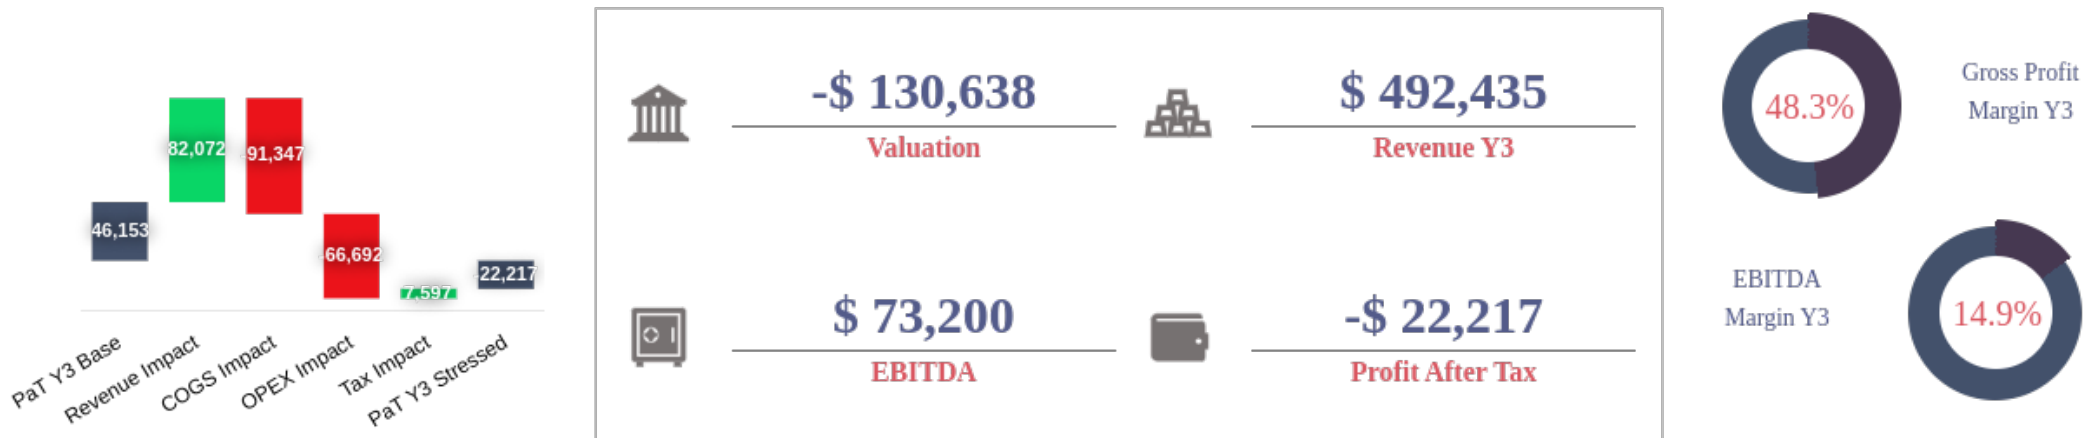 46,153
82,072
-91,347
-66,692
7,597
-22,217
PaT Y3 Base
Revenue Impact
COGS Impact
OPEX Impact
Tax Impact
PaT Y3 Stressed
-$ 130,638
Valuation
$ 492,435
Revenue Y3
$ 73,200
EBITDA
-$ 22,217
Profit After Tax
48.3%
Gross Profit
Margin Y3
EBITDA
Margin Y3
14.9%